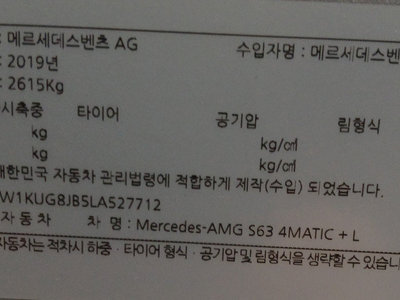 : 메르세데스벤츠 AG 수입자명 : 메르세데스벤
: 2019년
: 2615Kg
시축중 타이어 공기압 림형식
kg kg/㎠
kg kg/㎠
대한민국 자동차 관리법령에 적합하게 제작(수입) 되었습니다.
W1KUG8JB5LA527712
자동차 차 명 : Mercedes-AMG S63 4MATIC + L
자동차는 적차시 하중 · 타이어 형식 · 공기압 및 림형식을 생략할 수 있습니